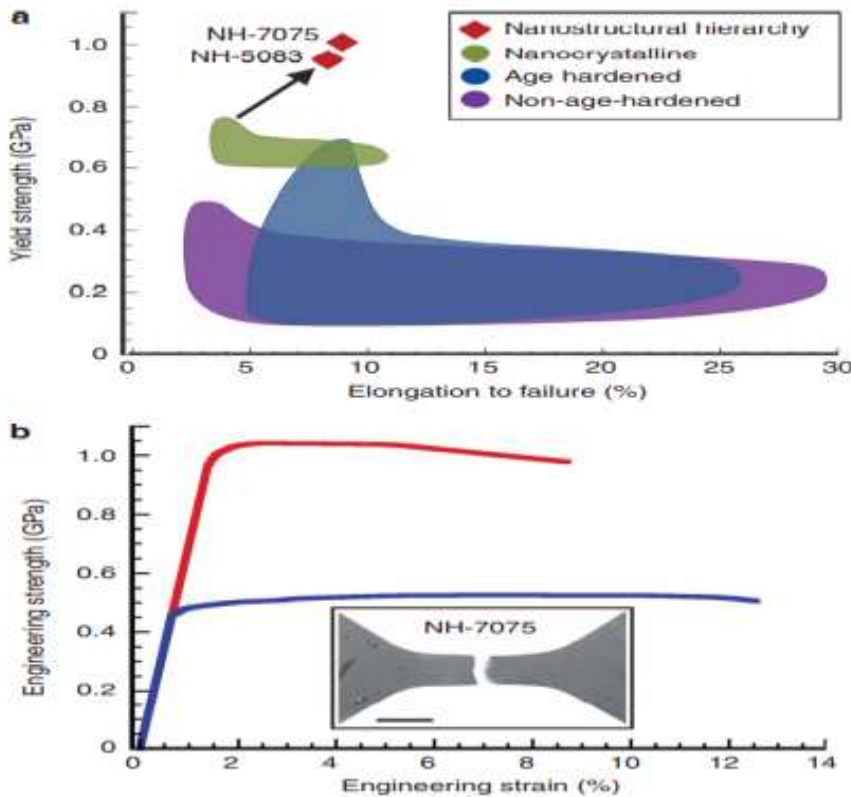 a
NH-7075
NH-5083
Nanostructural hierarchy
Nanocrystalline
Age hardened
Non-age-hardened
1.0
0.8
0.6
0.4
0.2
0
Yield strength (GPa)
0 5 10 15 20 25 30
Elongation to failure (%)
b
1.0
0.8
0.6
0.4
0.2
0
Engineering strength (GPa)
NH-7075
0 2 4 6 8 10 12 14
Engineering strain (%)